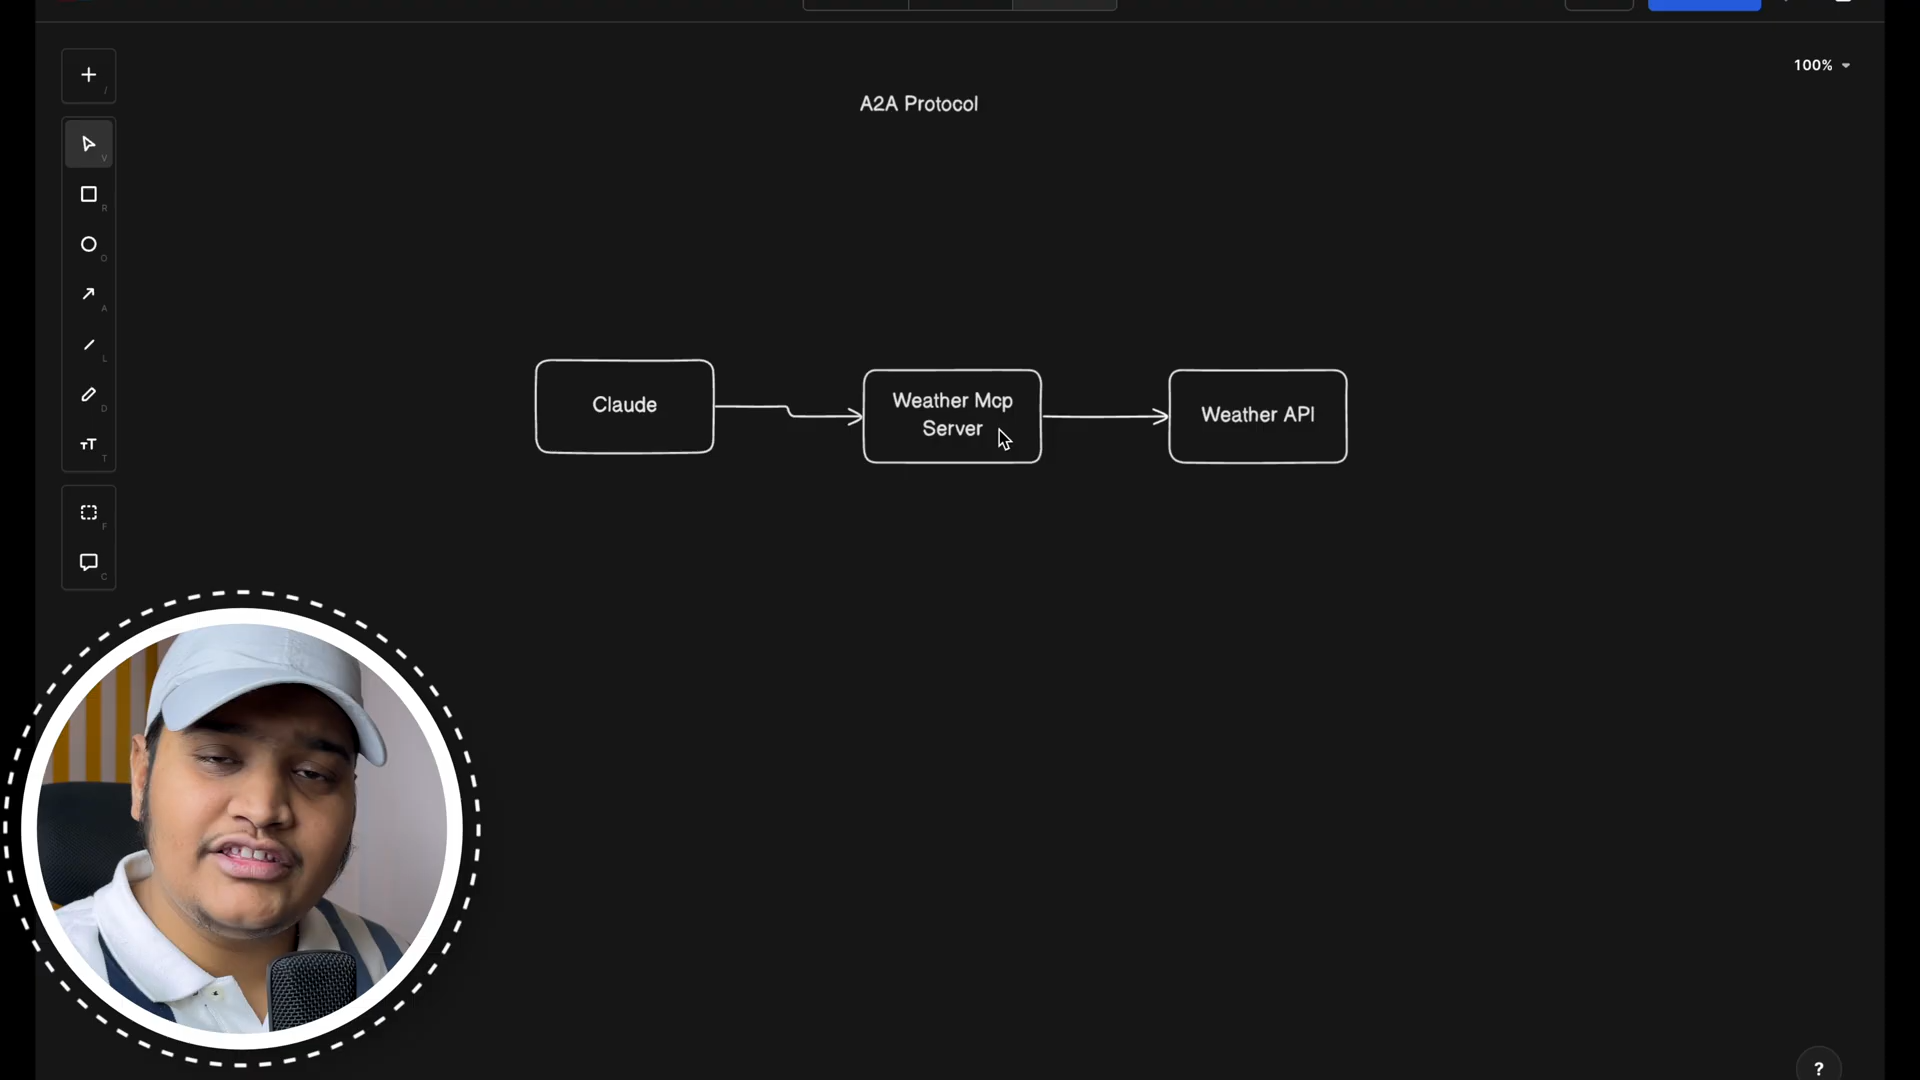 100%
A2A Protocol
/
V
R
O
A
L
D
T
F
C
Claude
Weather Mcp
Server
Weather API
?